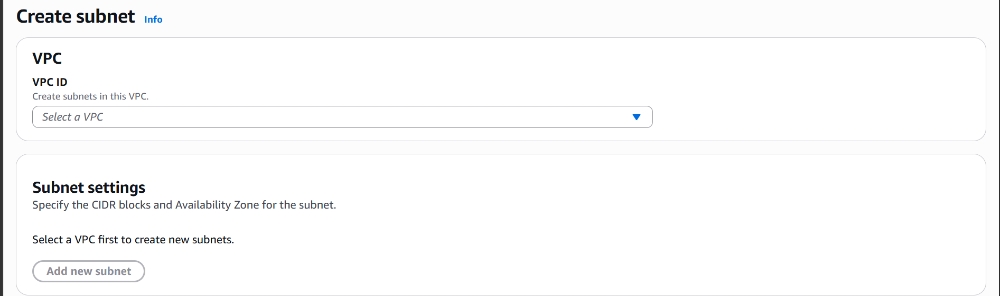 Create subnet Info
VPC
VPC ID
Create subnets in this VPC.
Select a VPC
Subnet settings
Specify the CIDR blocks and Availability Zone for the subnet.
Select a VPC first to create new subnets.
Add new subnet